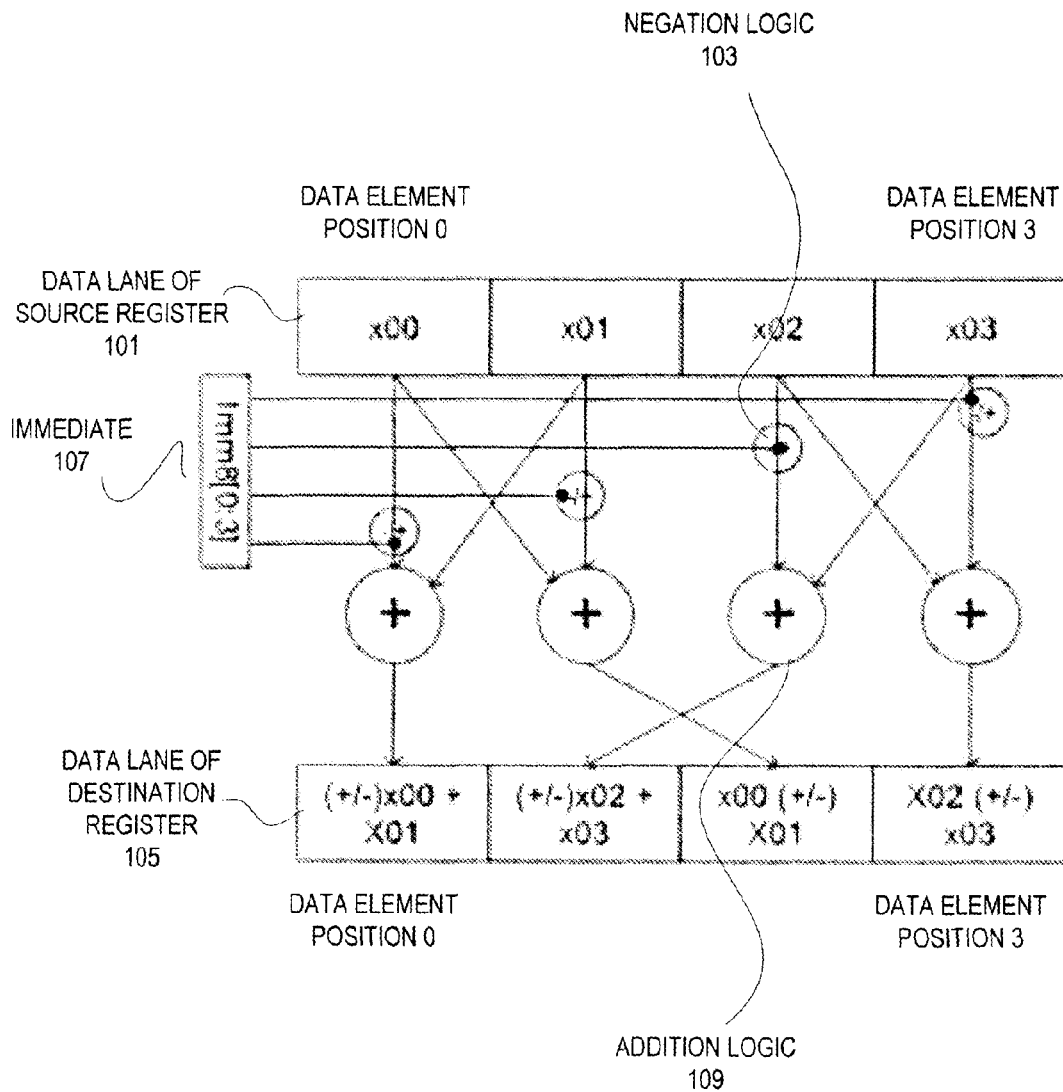 NEGATION LOGIC
103
DATA ELEMENT
POSITION 0
DATA ELEMENT
POSITION 3
DATA LANE OF
SOURCE REGISTER
101
x00
x01
x02
x03
IMMEDIATE
107
Imm8[0:3]
+/-
+/-
+
+
+
+
DATA LANE OF
DESTINATION
REGISTER
105
(+/-)x00 +
X01
(+/-)x02 +
x03
x00 (+/-)
X01
X02 (+/-)
x03
DATA ELEMENT
POSITION 0
DATA ELEMENT
POSITION 3
ADDITION LOGIC
109